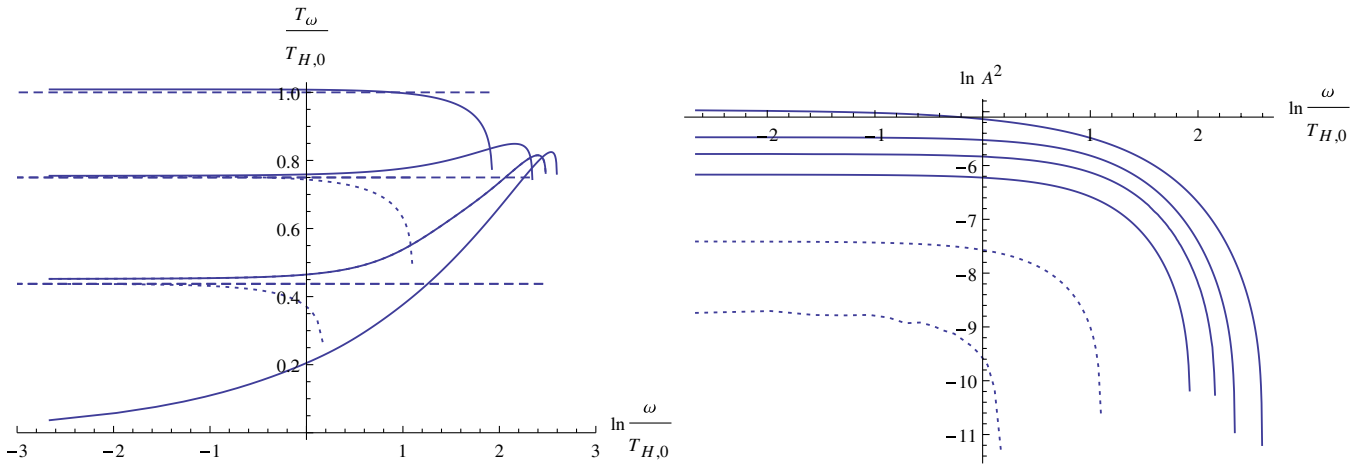 T_ω / T_{H,0}
1.0
0.8
0.6
0.4
0.2
-3 -2 -1 1 2 3
ln ω / T_{H,0}
ln A²
ln ω / T_{H,0}
-2 -1 1 2
-6
-7
-8
-9
-10
-11